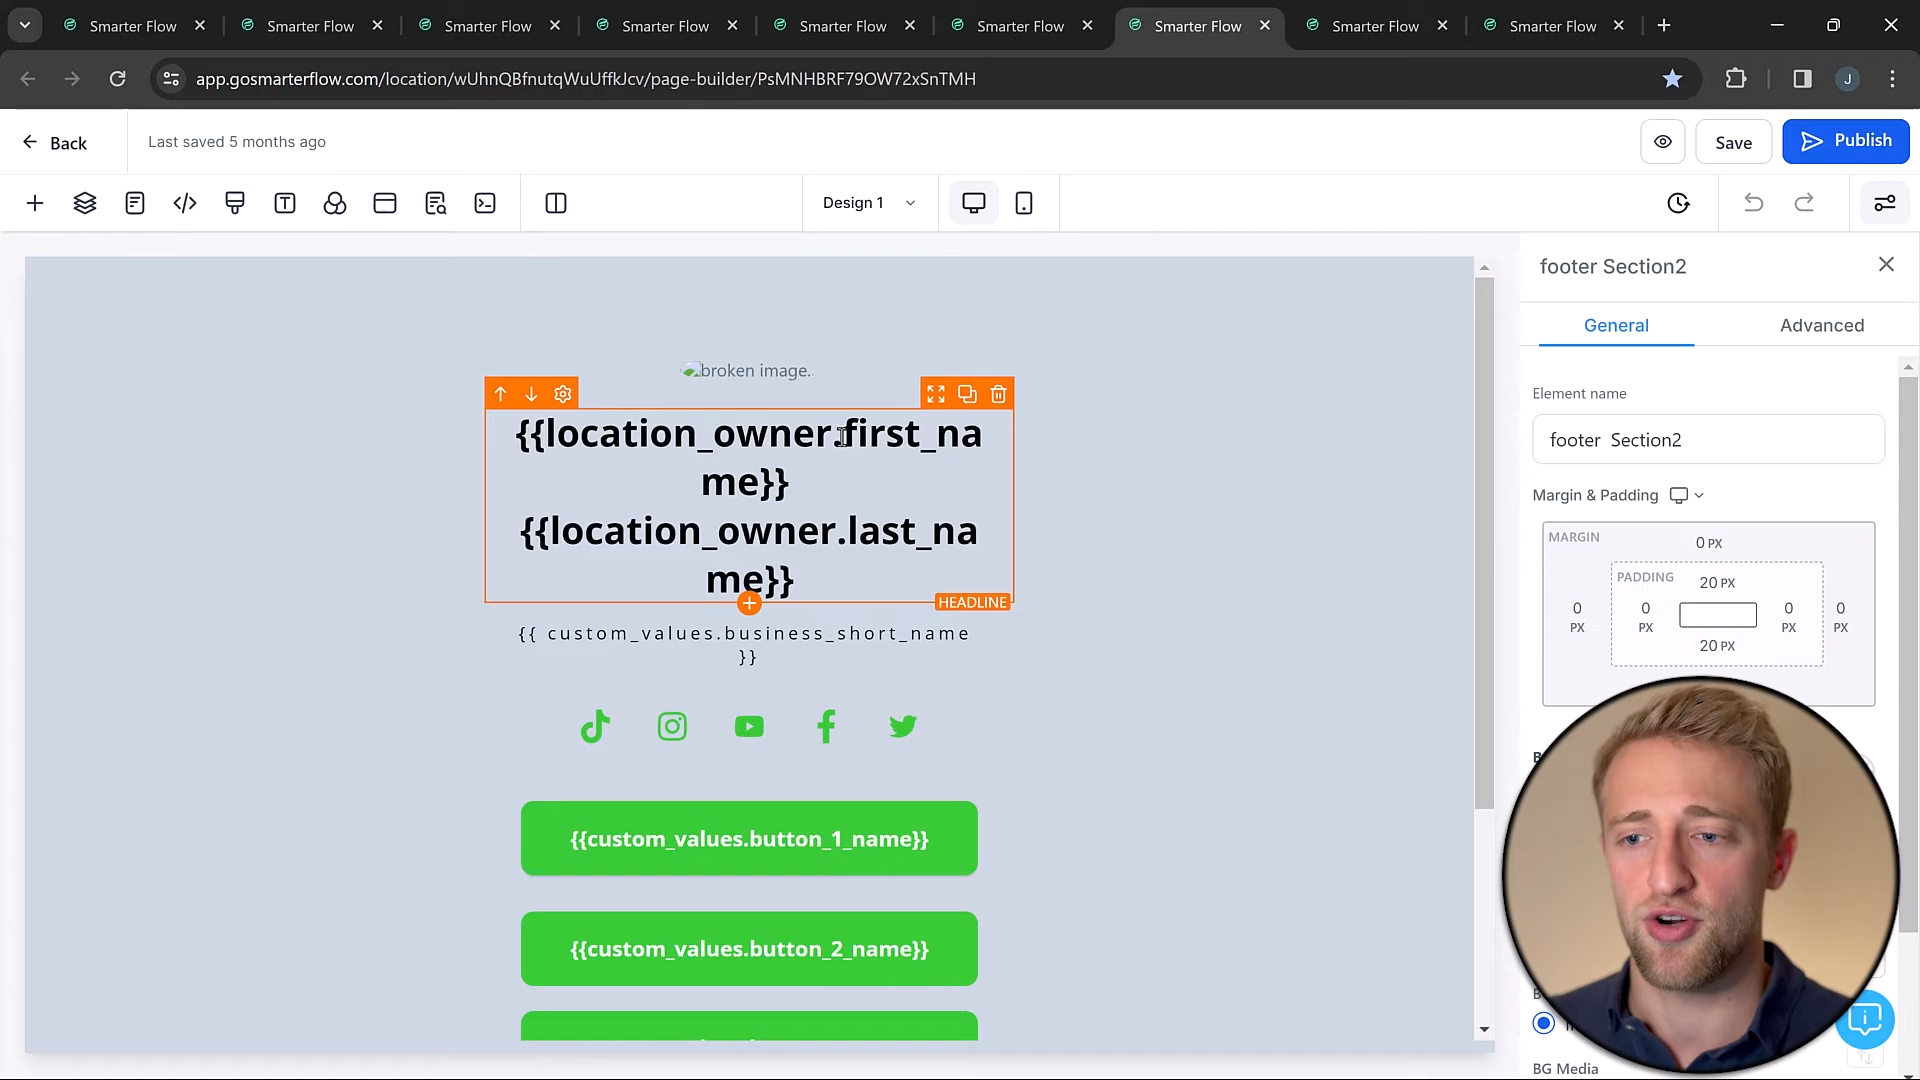 Smarter Flow
Smarter Flow
Smarter Flow
Smarter Flow
Smarter Flow
Smarter Flow
Smarter Flow
Smarter Flow
Smarter Flow
app.gosmarterflow.com/location/wUhnQBfnutqWuUffkJcv/page-builder/PsMNHBRF79OW72xSnTMH
J
Back
Last saved 5 months ago
Save
Publish
Design 1
footer Section2
General
Advanced
Element name
footer Section2
Margin & Padding
MARGIN
0 PX
PADDING
20 PX
0 PX
0 PX
0 PX
0 PX
20 PX
broken image.
{{location_owner.first_na
me}}
{{location_owner.last_na
me}}
HEADLINE
{{ custom_values.business_short_name
}}
{{custom_values.button_1_name}}
{{custom_values.button_2_name}}
BG Media